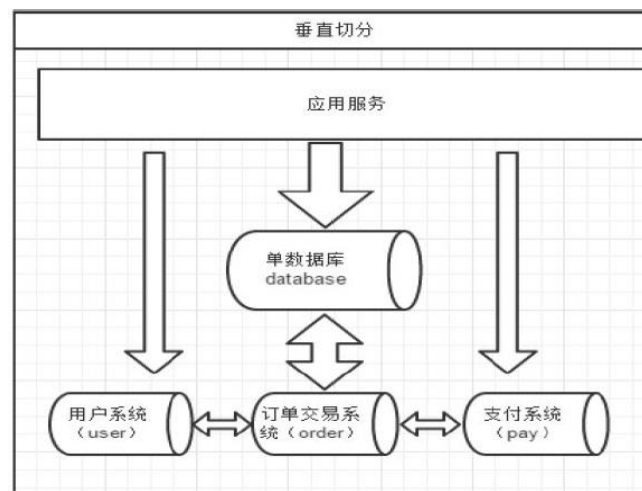 垂直切分
应用服务
单数据库
database
用户系统
（user）
订单交易系
统（order）
支付系统
（pay）